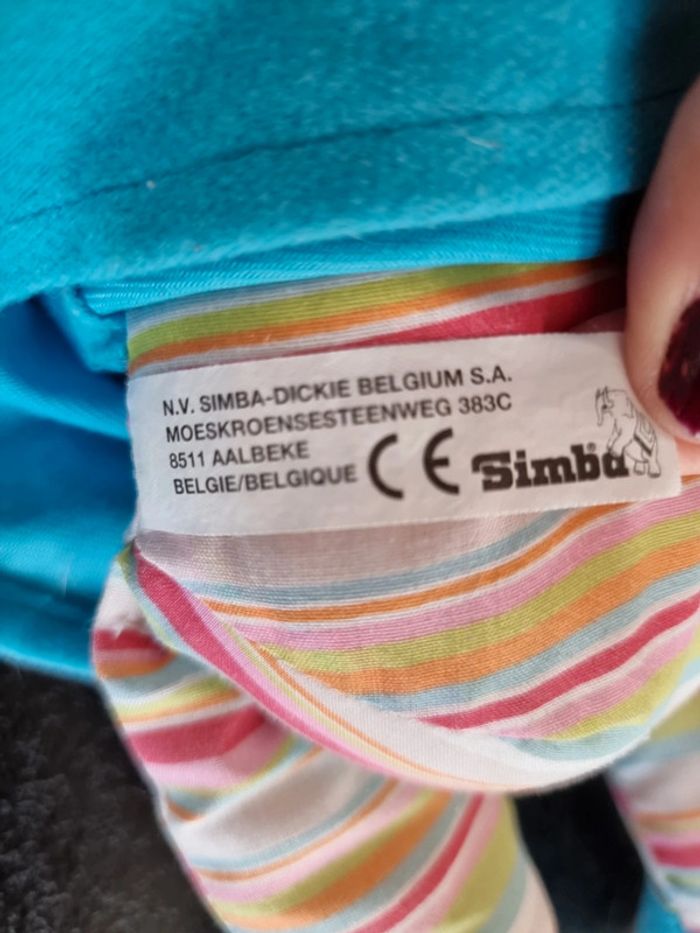 N.V. SIMBA-DICKIE BELGIUM S.A.
MOESKROENSESTEENWEG 383C
8511 AALBEKE
BELGIE/BELGIQUE CE Simba